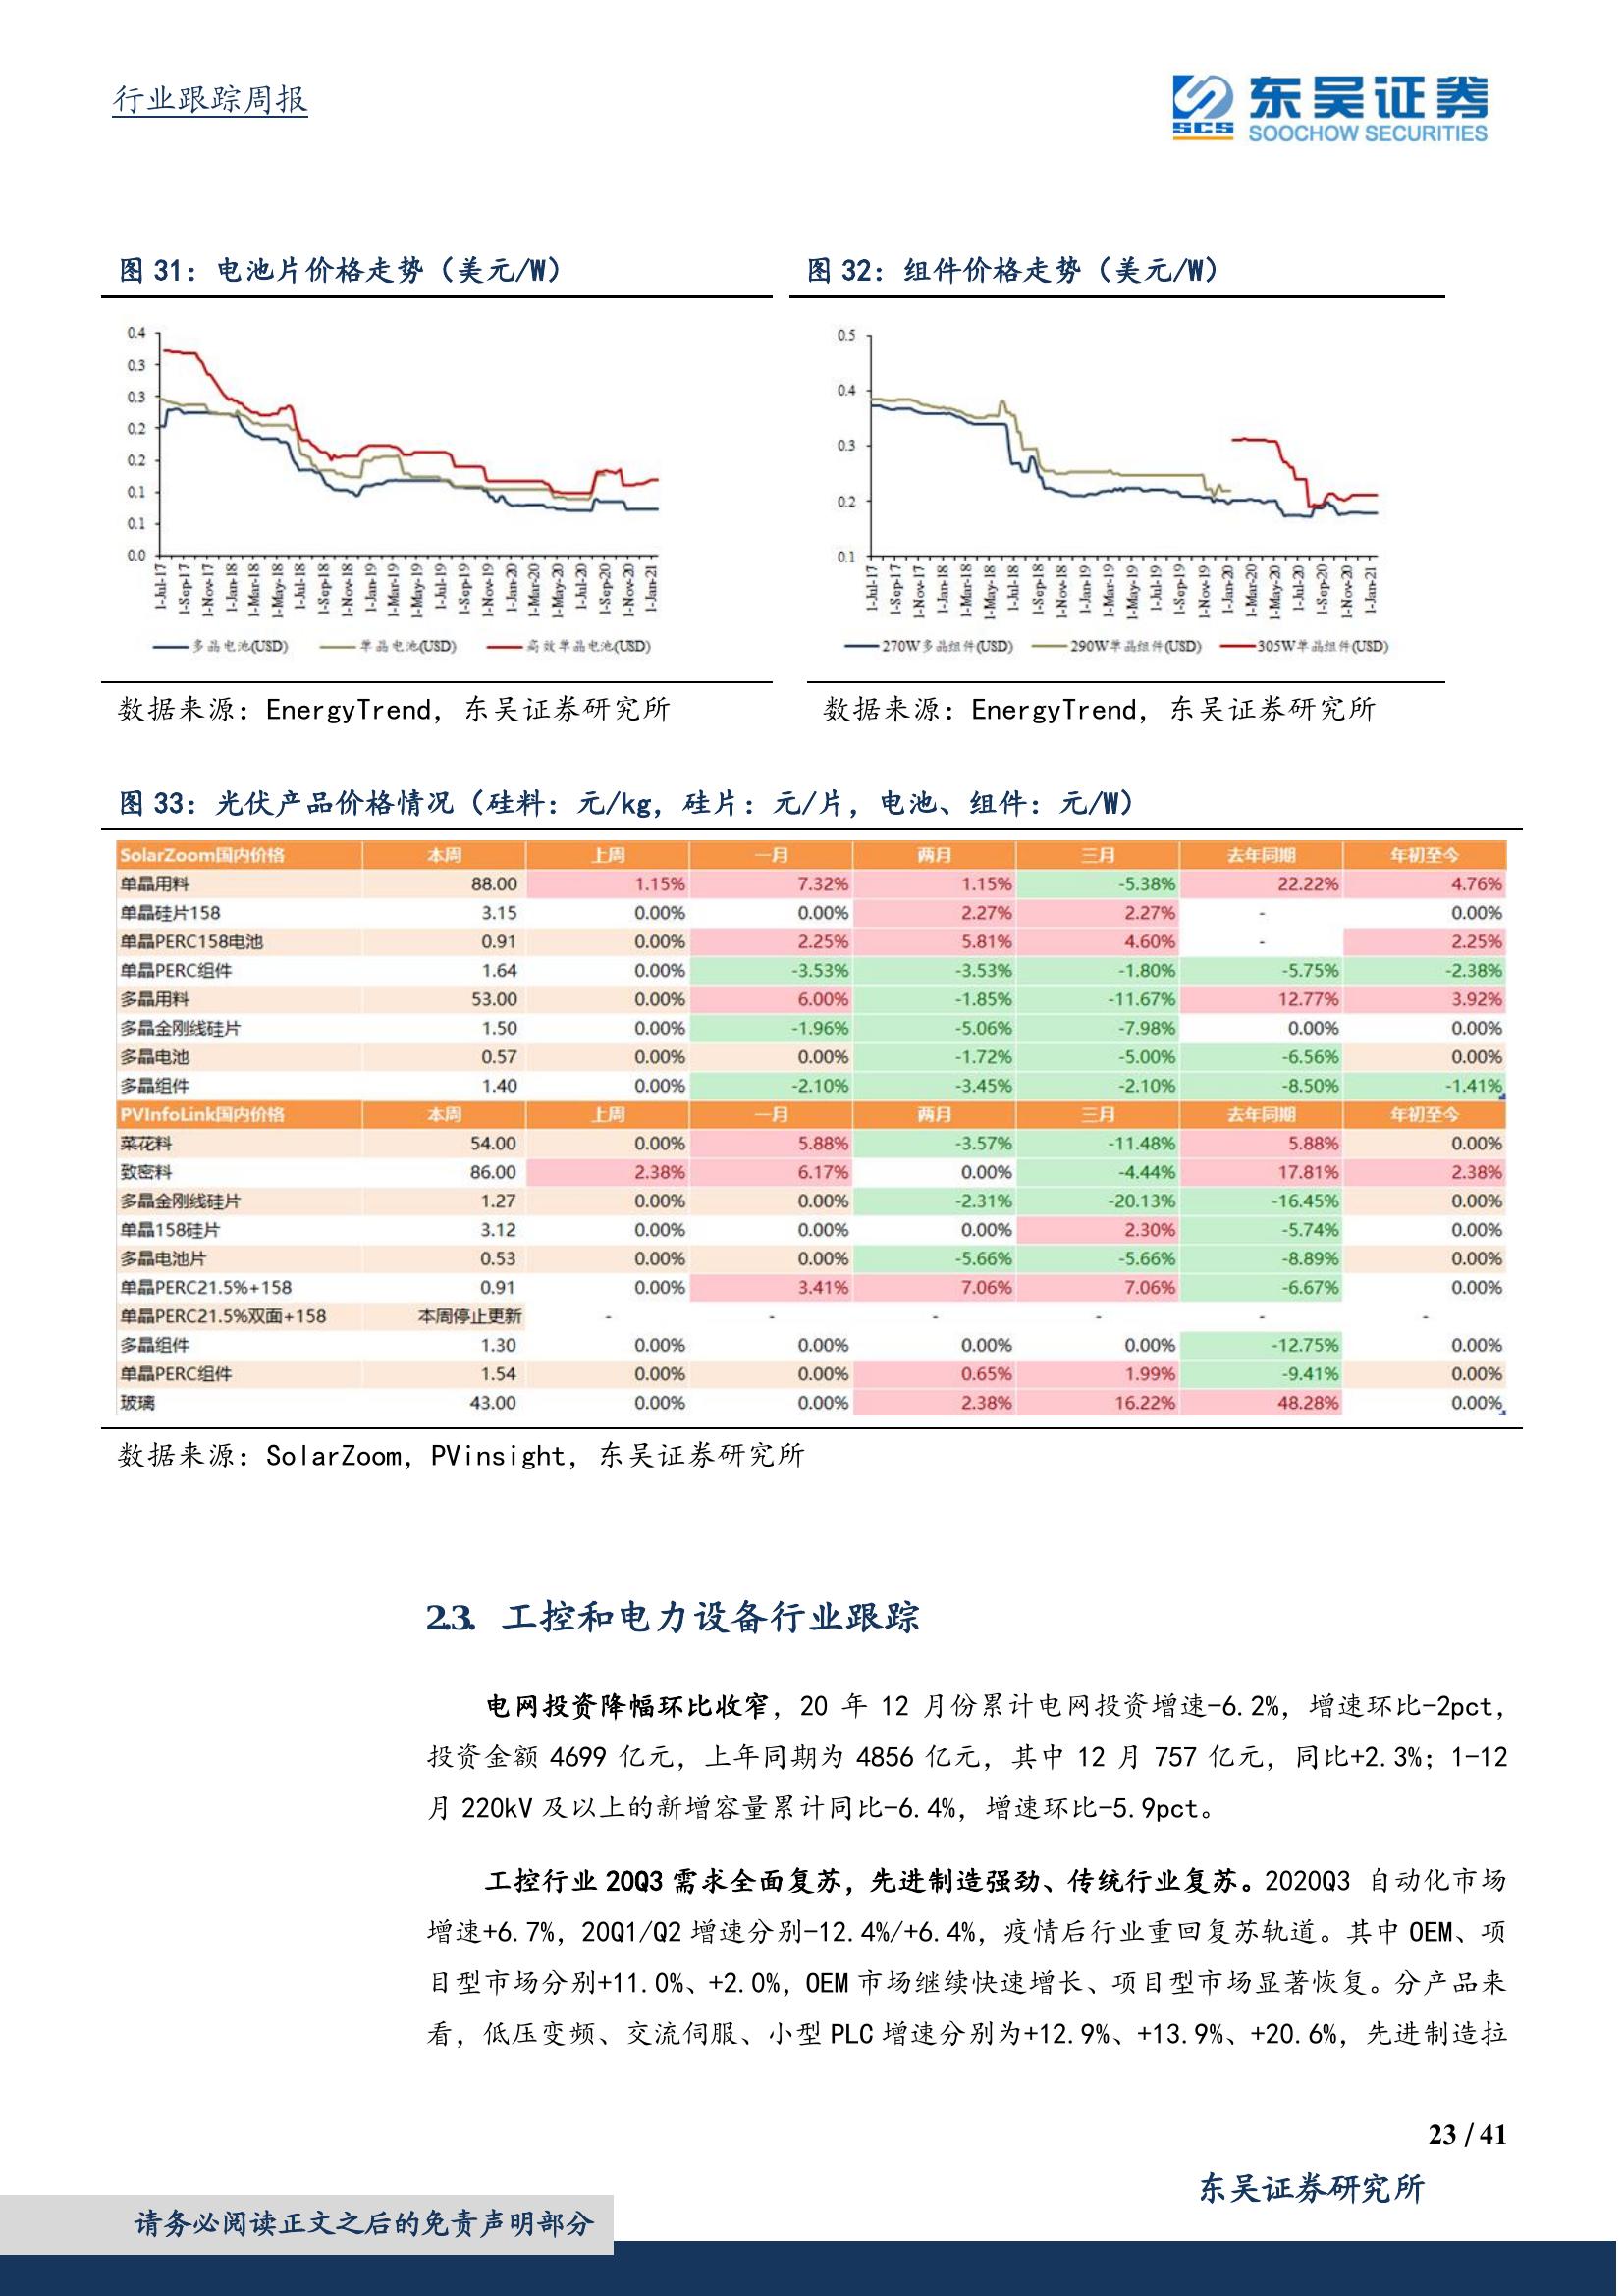 行业跟踪周报
SCS 东吴证券
SOOCHOW SECURITIES
图 31：电池片价格走势（美元/W）
0.4
0.3
0.3
0.2
0.2
0.1
0.1
0.0
1-Jul-17 1-Sep-17 1-Nov-17 1-Jan-18 1-Mar-18 1-May-18 1-Jul-18 1-Sep-18 1-Nov-18 1-Jan-19 1-Mar-19 1-May-19 1-Jul-19 1-Sep-19 1-Nov-19 1-Jan-20 1-Mar-20 1-May-20 1-Jul-20 1-Sep-20 1-Nov-20 1-Jan-21
多晶电池(USD) 单晶电池(USD) 高效单晶电池(USD)
数据来源：EnergyTrend，东吴证券研究所
图 32：组件价格走势（美元/W）
0.5
0.4
0.3
0.2
0.1
1-Jul-17 1-Sep-17 1-Nov-17 1-Jan-18 1-Mar-18 1-May-18 1-Jul-18 1-Sep-18 1-Nov-18 1-Jan-19 1-Mar-19 1-May-19 1-Jul-19 1-Sep-19 1-Nov-19 1-Jan-20 1-Mar-20 1-May-20 1-Jul-20 1-Sep-20 1-Nov-20 1-Jan-21
270W多晶组件(USD) 290W单晶组件(USD) 305W单晶组件(USD)
数据来源：EnergyTrend，东吴证券研究所
图 33：光伏产品价格情况（硅料：元/kg，硅片：元/片，电池、组件：元/W）
SolarZoom国内价格 本周 上周 一月 两月 三月 去年同期 年初至今
单晶用料 88.00 1.15% 7.32% 1.15% -5.38% 22.22% 4.76%
单晶硅片158 3.15 0.00% 0.00% 2.27% 2.27% - 0.00%
单晶PERC158电池 0.91 0.00% 2.25% 5.81% 4.60% - 2.25%
单晶PERC组件 1.64 0.00% -3.53% -3.53% -1.80% -5.75% -2.38%
多晶用料 53.00 0.00% 6.00% -1.85% -11.67% 12.77% 3.92%
多晶金刚线硅片 1.50 0.00% -1.96% -5.06% -7.98% 0.00% 0.00%
多晶电池 0.57 0.00% 0.00% -1.72% -5.00% -6.56% 0.00%
多晶组件 1.40 0.00% -2.10% -3.45% -2.10% -8.50% -1.41%
PVInfoLink国内价格 本周 上周 一月 两月 三月 去年同期 年初至今
菜花料 54.00 0.00% 5.88% -3.57% -11.48% 5.88% 0.00%
致密料 86.00 2.38% 6.17% 0.00% -4.44% 17.81% 2.38%
多晶金刚线硅片 1.27 0.00% 0.00% -2.31% -20.13% -16.45% 0.00%
单晶158硅片 3.12 0.00% 0.00% 0.00% 2.30% -5.74% 0.00%
多晶电池片 0.53 0.00% 0.00% -5.66% -5.66% -8.89% 0.00%
单晶PERC21.5%+158 0.91 0.00% 3.41% 7.06% 7.06% -6.67% 0.00%
单晶PERC21.5%双面+158 本周停止更新 - - - - - -
多晶组件 1.30 0.00% 0.00% 0.00% 0.00% -12.75% 0.00%
单晶PERC组件 1.54 0.00% 0.00% 0.65% 1.99% -9.41% 0.00%
玻璃 43.00 0.00% 0.00% 2.38% 16.22% 48.28% 0.00%
数据来源：SolarZoom，PVinsight，东吴证券研究所
2.3. 工控和电力设备行业跟踪
电网投资降幅环比收窄，20 年 12 月份累计电网投资增速-6.2%，增速环比-2pct，
投资金额 4699 亿元，上年同期为 4856 亿元，其中 12 月 757 亿元，同比+2.3%；1-12
月 220kV 及以上的新增容量累计同比-6.4%，增速环比-5.9pct。
工控行业 20Q3 需求全面复苏，先进制造强劲、传统行业复苏。2020Q3 自动化市场
增速+6.7%，20Q1/Q2 增速分别-12.4%/+6.4%，疫情后行业重回复苏轨道。其中 OEM、项
目型市场分别+11.0%、+2.0%，OEM 市场继续快速增长、项目型市场显著恢复。分产品来
看，低压变频、交流伺服、小型 PLC 增速分别为+12.9%、+13.9%、+20.6%，先进制造拉
23 / 41
东吴证券研究所
请务必阅读正文之后的免责声明部分